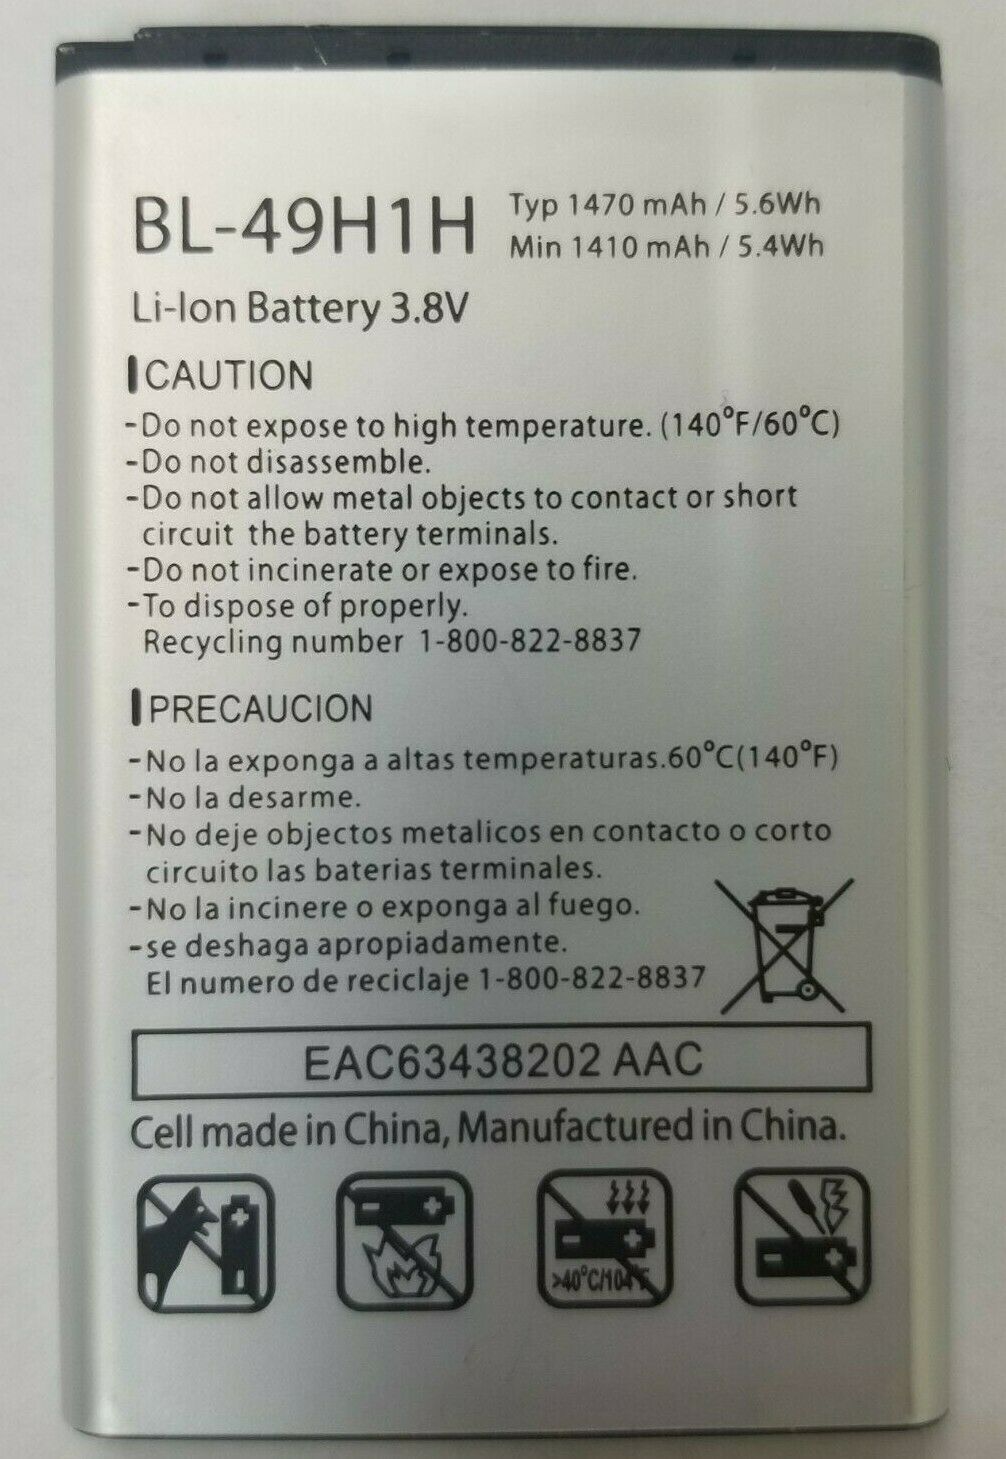 BL-49H1H
Typ 1470 mAh / 5.6Wh
Min 1410 mAh / 5.4Wh
Li-Ion Battery 3.8V
CAUTION
-Do not expose to high temperature. (140°F/60°C)
-Do not disassemble.
-Do not allow metal objects to contact or short
circuit the battery terminals.
-Do not incinerate or expose to fire.
-To dispose of properly.
Recycling number 1-800-822-8837
PRECAUCION
-No la exponga a altas temperaturas.60°C(140°F)
-No la desarme.
-No deje objectos metalicos en contacto o corto
circuito las baterias terminales.
-No la incinere o exponga al fuego.
-se deshaga apropiadamente.
El numero de reciclaje 1-800-822-8837
EAC63438202 AAC
Cell made in China, Manufactured in China.
>40°C/104°F